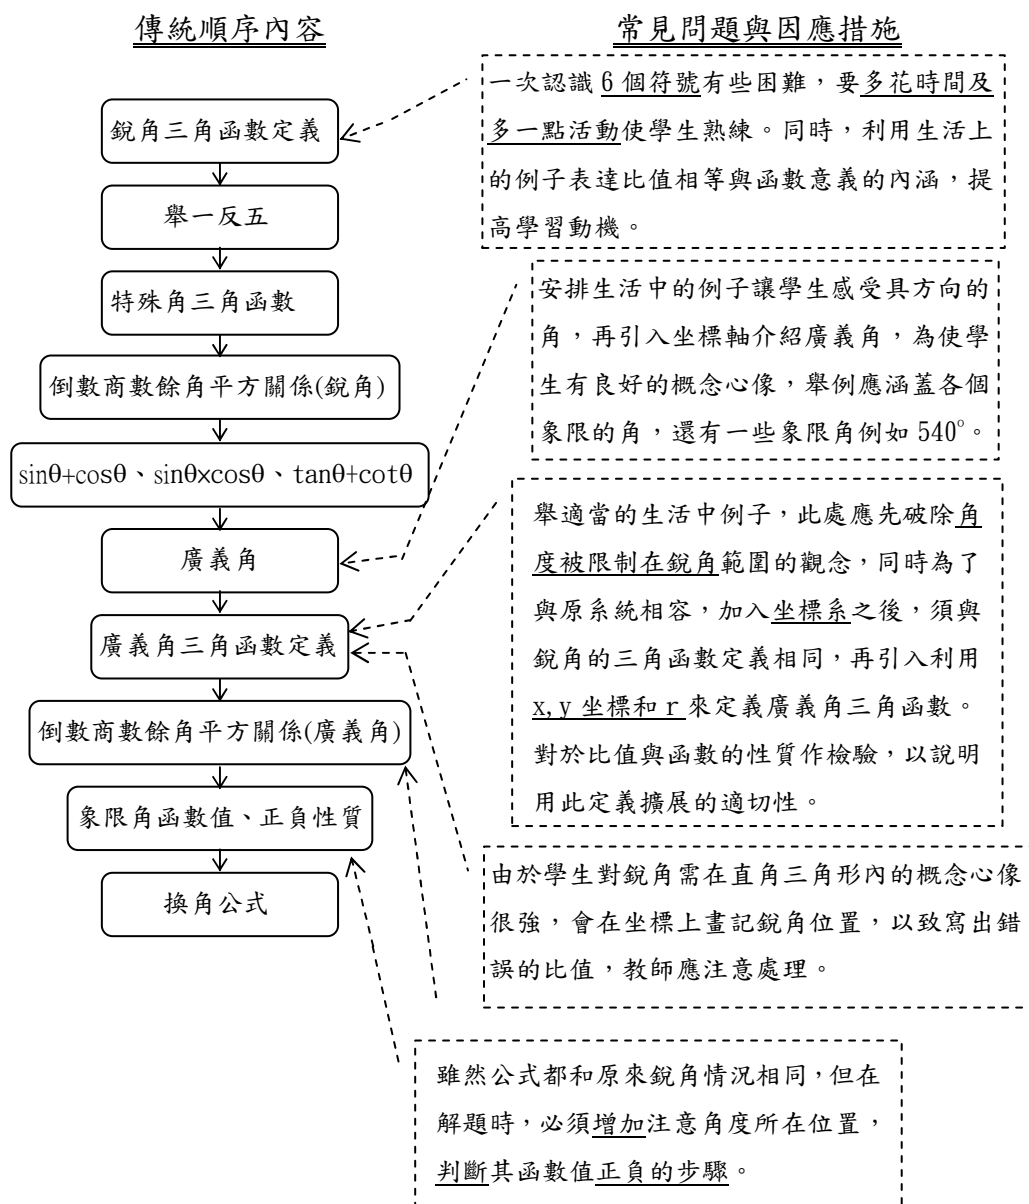 傳統順序內容
銳角三角函數定義
舉一反五
特殊角三角函數
倒數商數餘角平方關係(銳角)
sinθ+cosθ、sinθ×cosθ、tanθ+cotθ
廣義角
廣義角三角函數定義
倒數商數餘角平方關係(廣義角)
象限角函數值、正負性質
換角公式
常見問題與因應措施
一次認識 6 個符號有些困難，要多花時間及
多一點活動使學生熟練。同時，利用生活上
的例子表達比值相等與函數意義的內涵，提
高學習動機。
安排生活中的例子讓學生感受具方向的
角，再引入坐標軸介紹廣義角，為使學
生有良好的概念心像，舉例應涵蓋各個
象限的角，還有一些象限角例如 540°。
舉適當的生活中例子，此處應先破除角
度被限制在銳角範圍的觀念，同時為了
與原系統相容，加入坐標系之後，須與
銳角的三角函數定義相同，再引入利用
x,y 坐標和 r 來定義廣義角三角函數。
對於比值與函數的性質作檢驗，以說明
用此定義擴展的適切性。
由於學生對銳角需在直角三角形內的概念心像
很強，會在坐標上畫記銳角位置，以致寫出錯
誤的比值，教師應注意處理。
雖然公式都和原來銳角情況相同，但在
解題時，必須增加注意角度所在位置，
判斷其函數值正負的步驟。